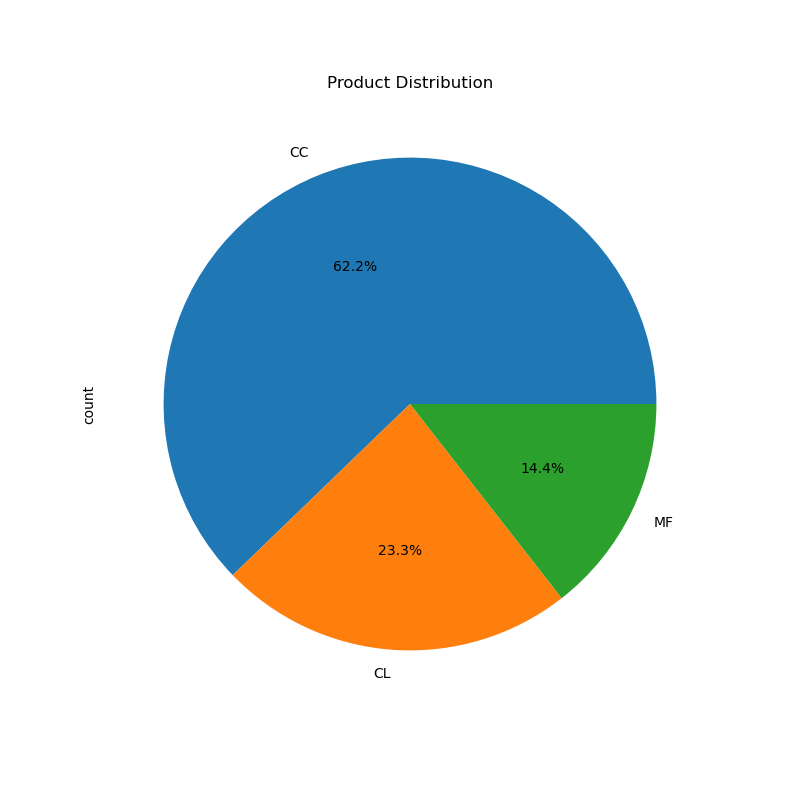 Product Distribution
CC
62.2%
count
14.4%
MF
23.3%
CL